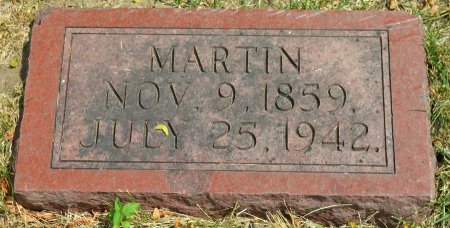 MARTIN
NOV. 9, 1859.
JULY 25, 1942.